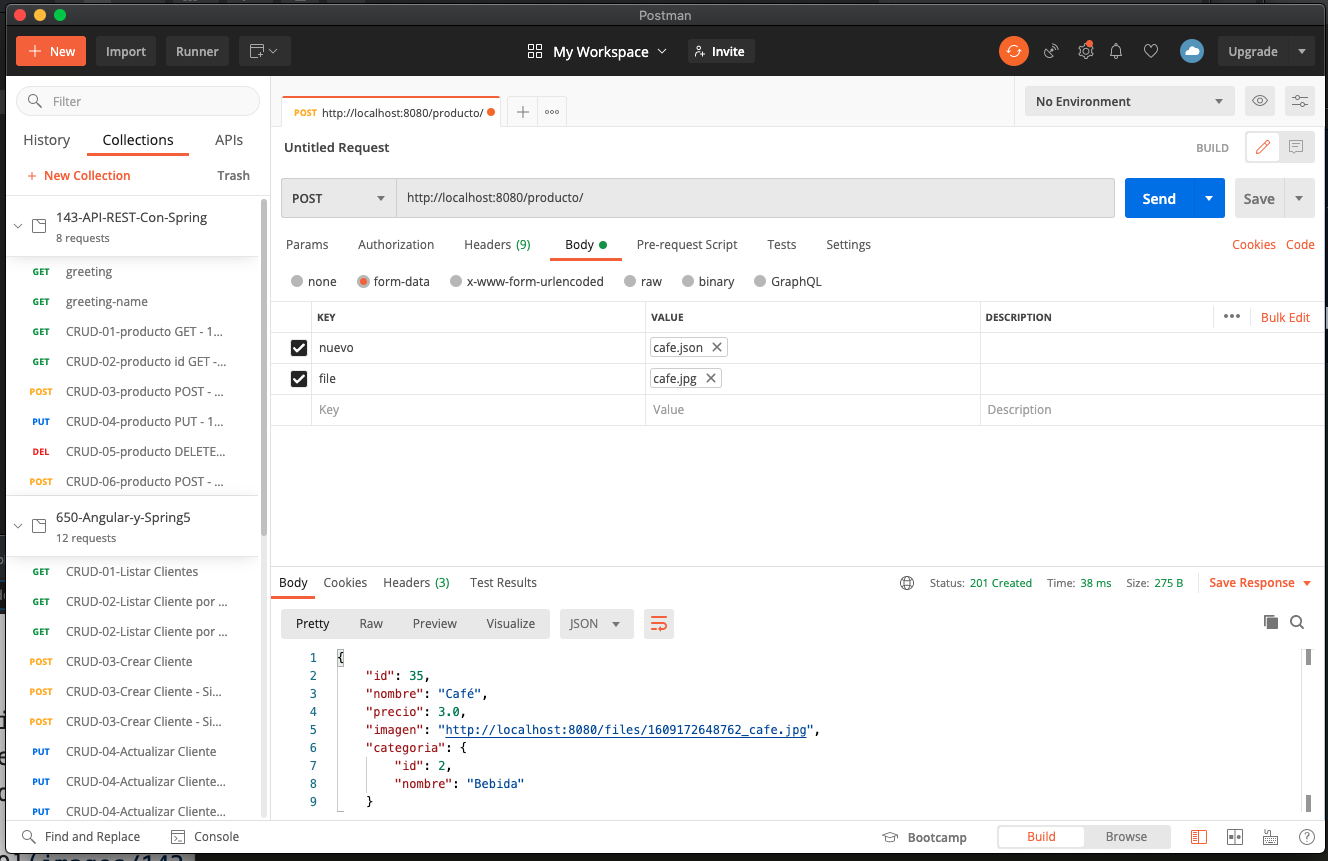 Postman
New
Import
Runner
My Workspace
Invite
Upgrade
Filter
History
Collections
APIs
New Collection
Trash
143-API-REST-Con-Spring
8 requests
GET greeting
GET greeting-name
GET CRUD-01-producto GET - 1...
GET CRUD-02-producto id GET -...
POST CRUD-03-producto POST - ...
PUT CRUD-04-producto PUT - 1...
DEL CRUD-05-producto DELETE...
POST CRUD-06-producto POST - ...
650-Angular-y-Spring5
12 requests
GET CRUD-01-Listar Clientes
GET CRUD-02-Listar Cliente por ...
GET CRUD-02-Listar Cliente por ...
POST CRUD-03-Crear Cliente
POST CRUD-03-Crear Cliente - Si...
POST CRUD-03-Crear Cliente - Si...
PUT CRUD-04-Actualizar Cliente
PUT CRUD-04-Actualizar Cliente...
PUT CRUD-04-Actualizar Cliente...
POST http://localhost:8080/producto/
No Environment
Untitled Request
BUILD
POST
http://localhost:8080/producto/
Send
Save
Params
Authorization
Headers (9)
Body
Pre-request Script
Tests
Settings
Cookies
Code
none
form-data
x-www-form-urlencoded
raw
binary
GraphQL
KEY
VALUE
DESCRIPTION
Bulk Edit
nuevo
cafe.json
file
cafe.jpg
Key
Value
Description
Body
Cookies
Headers (3)
Test Results
Status: 201 Created
Time: 38 ms
Size: 275 B
Save Response
Pretty
Raw
Preview
Visualize
JSON
1 {
2 "id": 35,
3 "nombre": "Café",
4 "precio": 3.0,
5 "imagen": "http://localhost:8080/files/1609172648762_cafe.jpg",
6 "categoria": {
7 "id": 2,
8 "nombre": "Bebida"
9 }
Find and Replace
Console
Bootcamp
Build
Browse